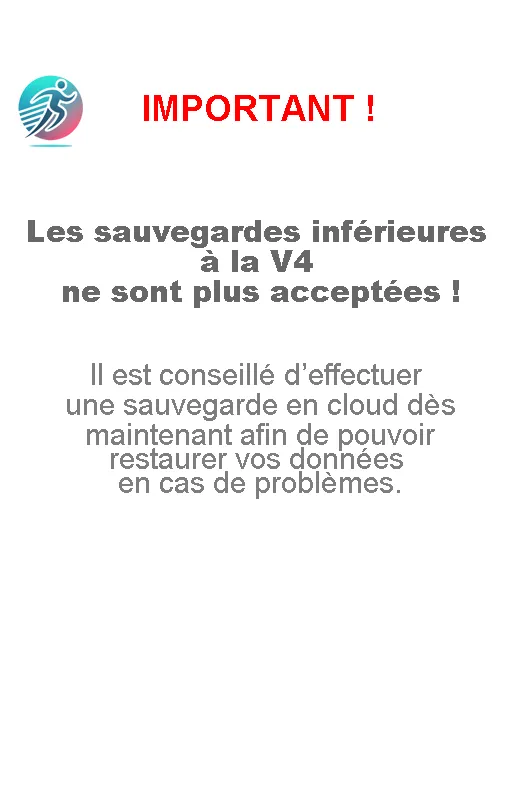 IMPORTANT !
Les sauvegardes inférieures
à la V4
ne sont plus acceptées !
Il est conseillé d’effectuer
une sauvegarde en cloud dès
maintenant afin de pouvoir
restaurer vos données
en cas de problèmes.